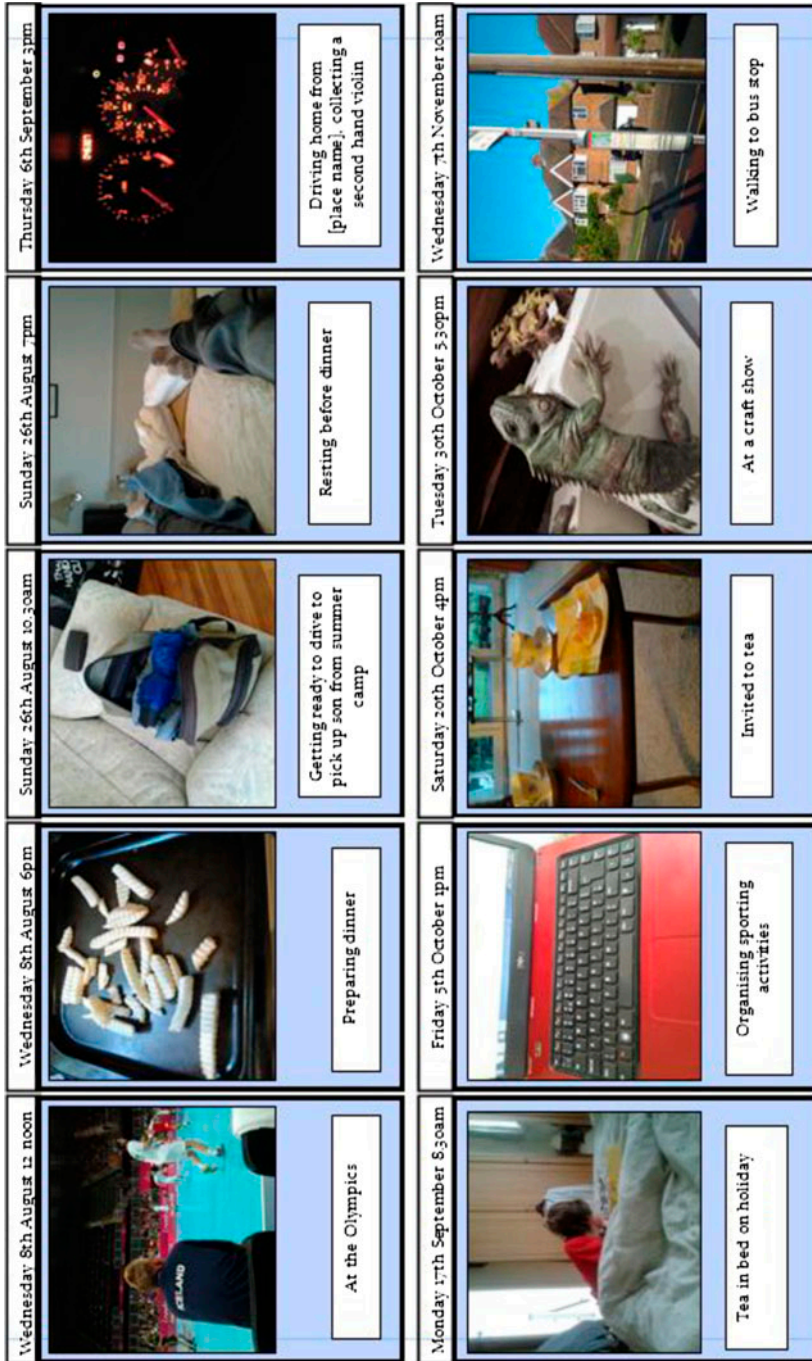 Wednesday 8th August 12 noon
ICELAND
At the Olympics
Wednesday 8th August 6pm
Preparing dinner
Sunday 26th August 10.30am
Getting ready to drive to
pick up son from summer
camp
Sunday 26th August 7pm
Resting before dinner
Thursday 6th September 3pm
Driving home from
[place name]. collecting a
second hand violin
Monday 17th September 8.30am
Tea in bed on holiday
Friday 5th October 1pm
Organising sporting
activities
Saturday 20th October 4pm
Invited to tea
Tuesday 30th October 5.30pm
At a craft show
Wednesday 7th November 10am
Walking to bus stop